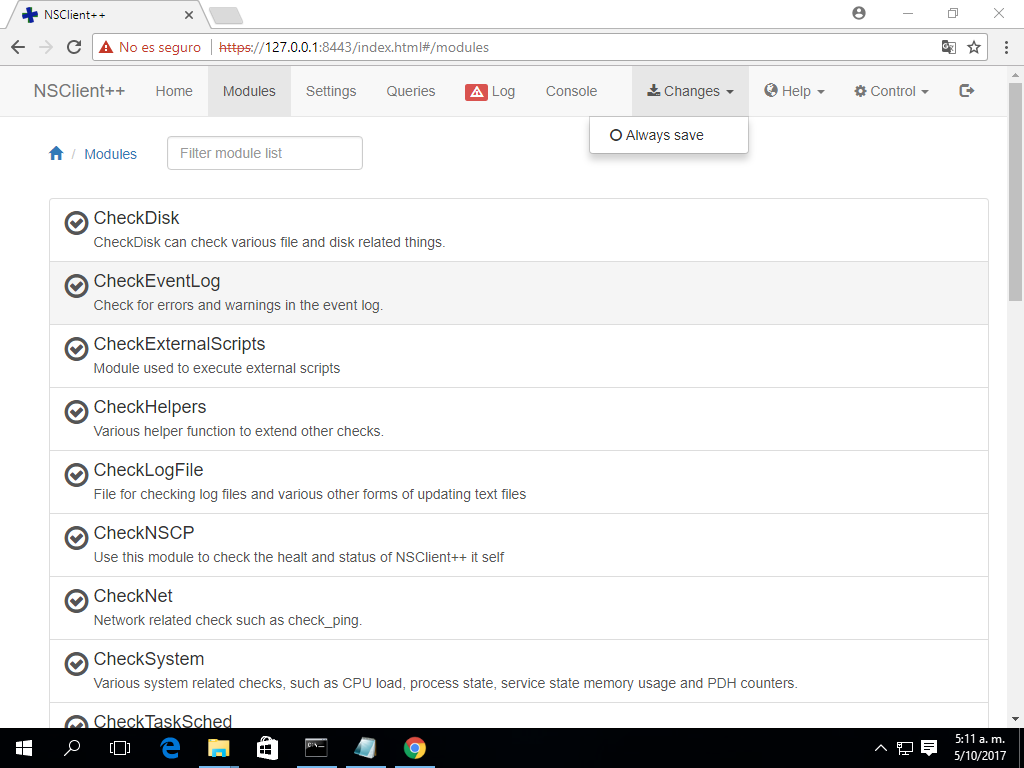 NSClient++
No es seguro https://127.0.0.1:8443/index.html#/modules
NSClient++ Home Modules Settings Queries Log Console Changes Help Control
Always save
/ Modules Filter module list
CheckDisk
CheckDisk can check various file and disk related things.
CheckEventLog
Check for errors and warnings in the event log.
CheckExternalScripts
Module used to execute external scripts
CheckHelpers
Various helper function to extend other checks.
CheckLogFile
File for checking log files and various other forms of updating text files
CheckNSCP
Use this module to check the healt and status of NSClient++ it self
CheckNet
Network related check such as check_ping.
CheckSystem
Various system related checks, such as CPU load, process state, service state memory usage and PDH counters.
CheckTaskSched
5:11 a. m.
5/10/2017